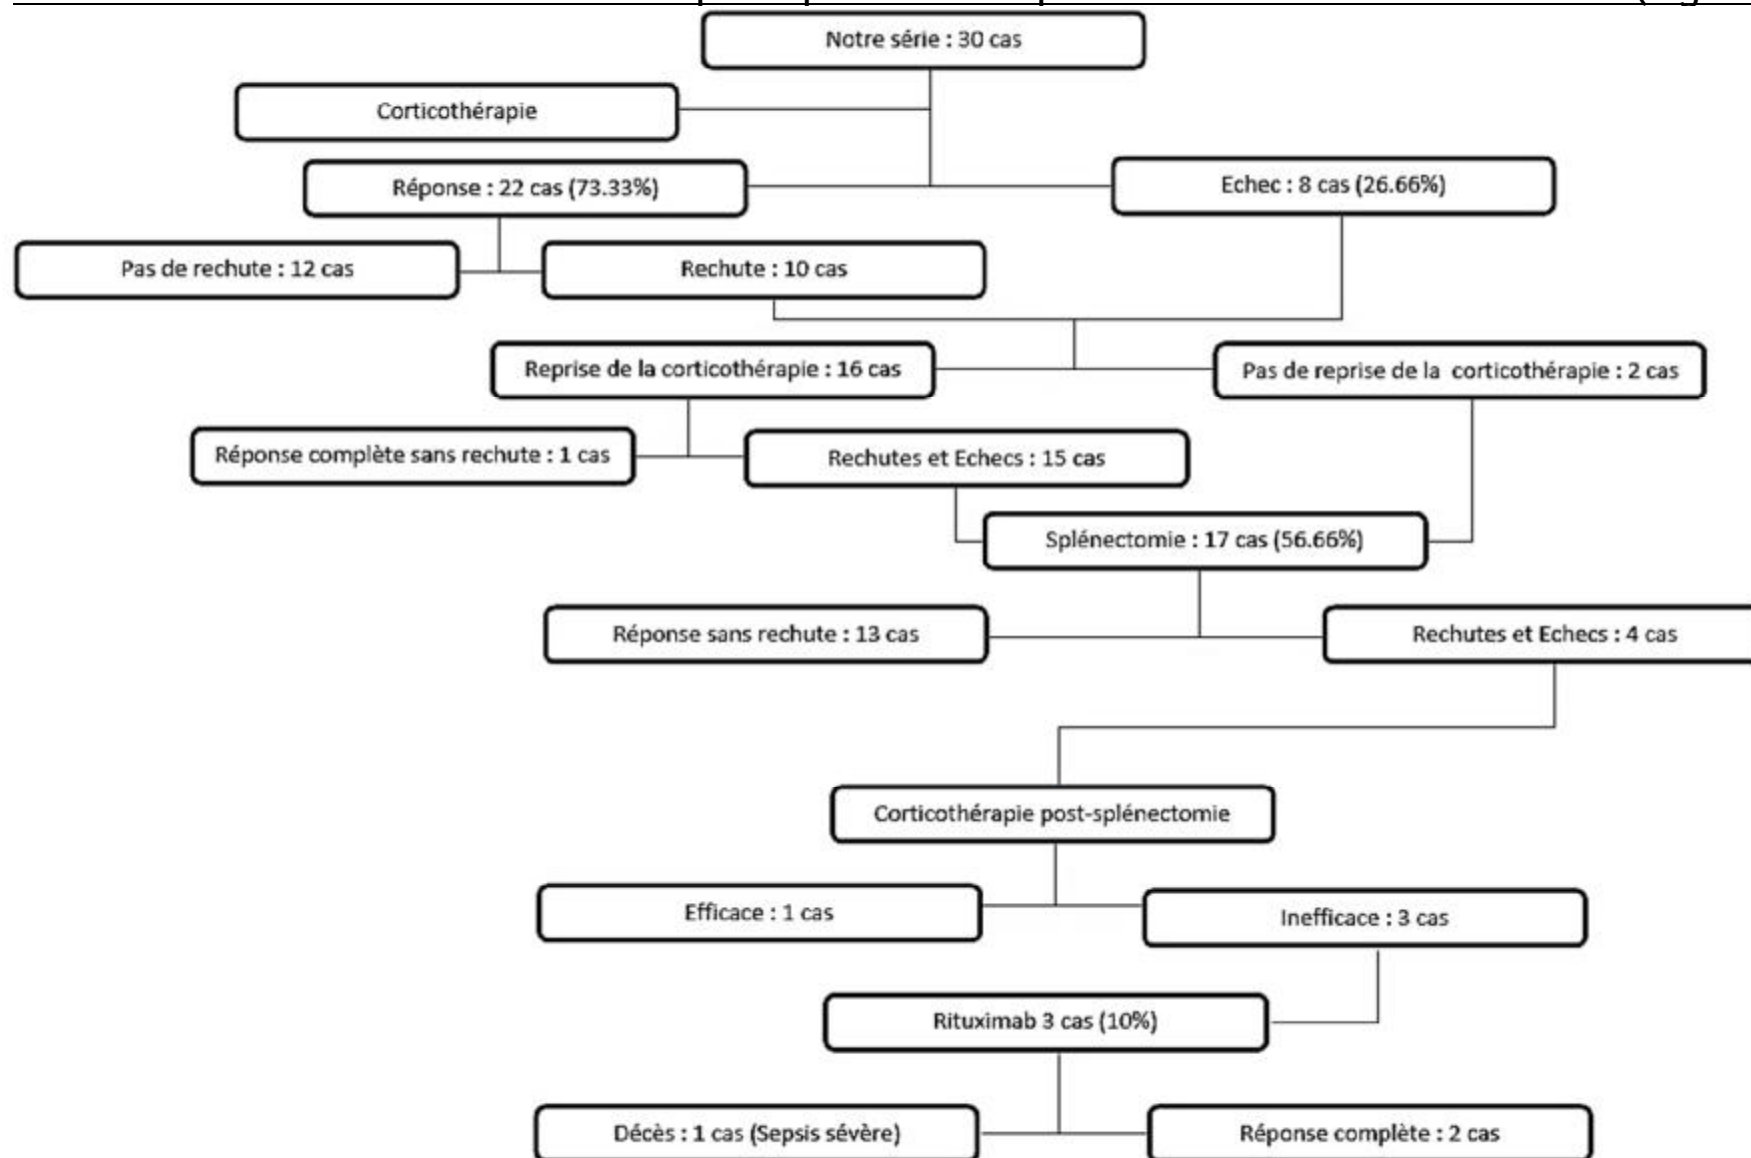 Notre série : 30 cas
Corticothérapie
Réponse : 22 cas (73.33%)
Echec : 8 cas (26.66%)
Pas de rechute : 12 cas
Rechute : 10 cas
Reprise de la corticothérapie : 16 cas
Pas de reprise de la corticothérapie : 2 cas
Réponse complète sans rechute : 1 cas
Rechutes et Echecs : 15 cas
Splénectomie : 17 cas (56.66%)
Réponse sans rechute : 13 cas
Rechutes et Echecs : 4 cas
Corticothérapie post-splénectomie
Efficace : 1 cas
Inefficace : 3 cas
Rituximab 3 cas (10%)
Décès : 1 cas (Sepsis sévère)
Réponse complète : 2 cas